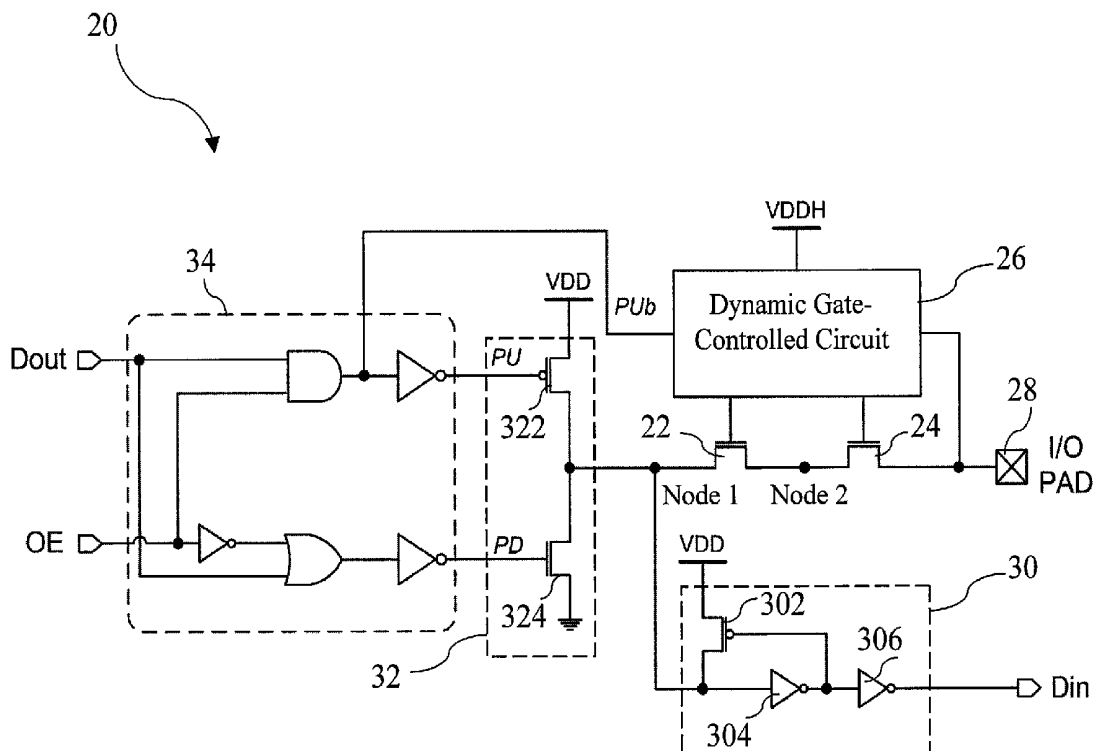 20
VDDH
34
26
VDD
PUb
Dynamic Gate-
Controlled Circuit
Dout
PU
322
22
24
28
I/O
PAD
Node 1
Node 2
OE
PD
VDD
30
324
302
32
306
Din
304